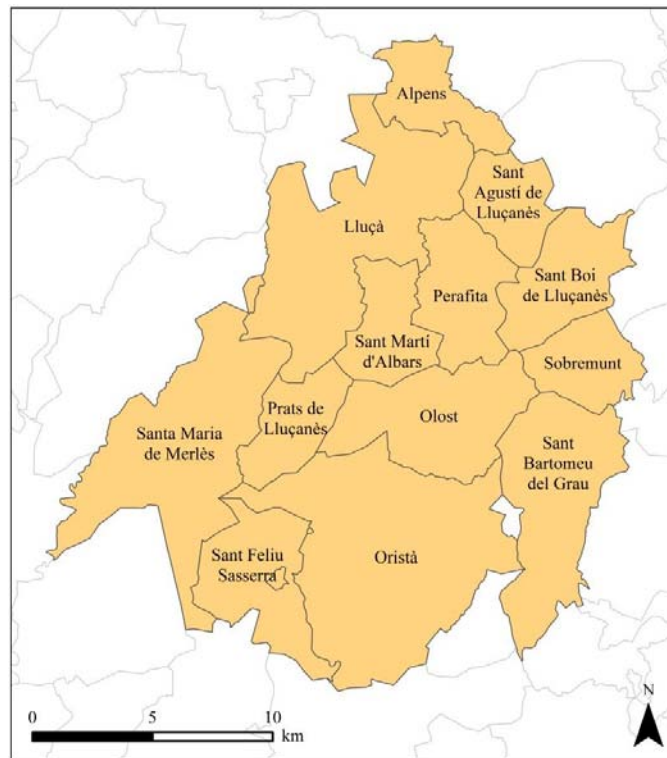 Alpens
Sant
Agustí de
Lluçanès
Lluçà
Sant Boi
de Lluçanès
Perafita
Sant Martí
d'Albars
Sobremunt
Prats de
Lluçanès
Olost
Santa Maria
de Merlès
Sant
Bartomeu
del Grau
Sant Feliu
Sasserra
Oristà
N
0 5 10
km